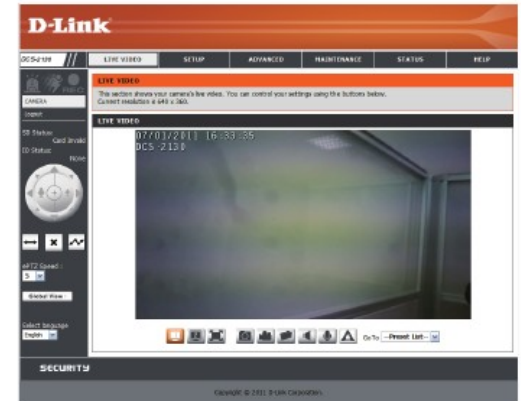 D-Link
DCS-2130
LIVE VIDEO
SETUP
ADVANCED
MAINTENANCE
STATUS
HELP
CAMERA
Logout
SD Status:
Card Invalid
IO Status:
None
ePTZ Speed :
5
Global View
Select language
English
LIVE VIDEO
This section shows your camera's live video. You can control your settings using the buttons below.
Current resolution is 640 x 360.
LIVE VIDEO
07/01/2011 16:33:35
DCS-2130
Go To
--Preset List--
SECURITY
Copyright © 2011 D-Link Corporation.